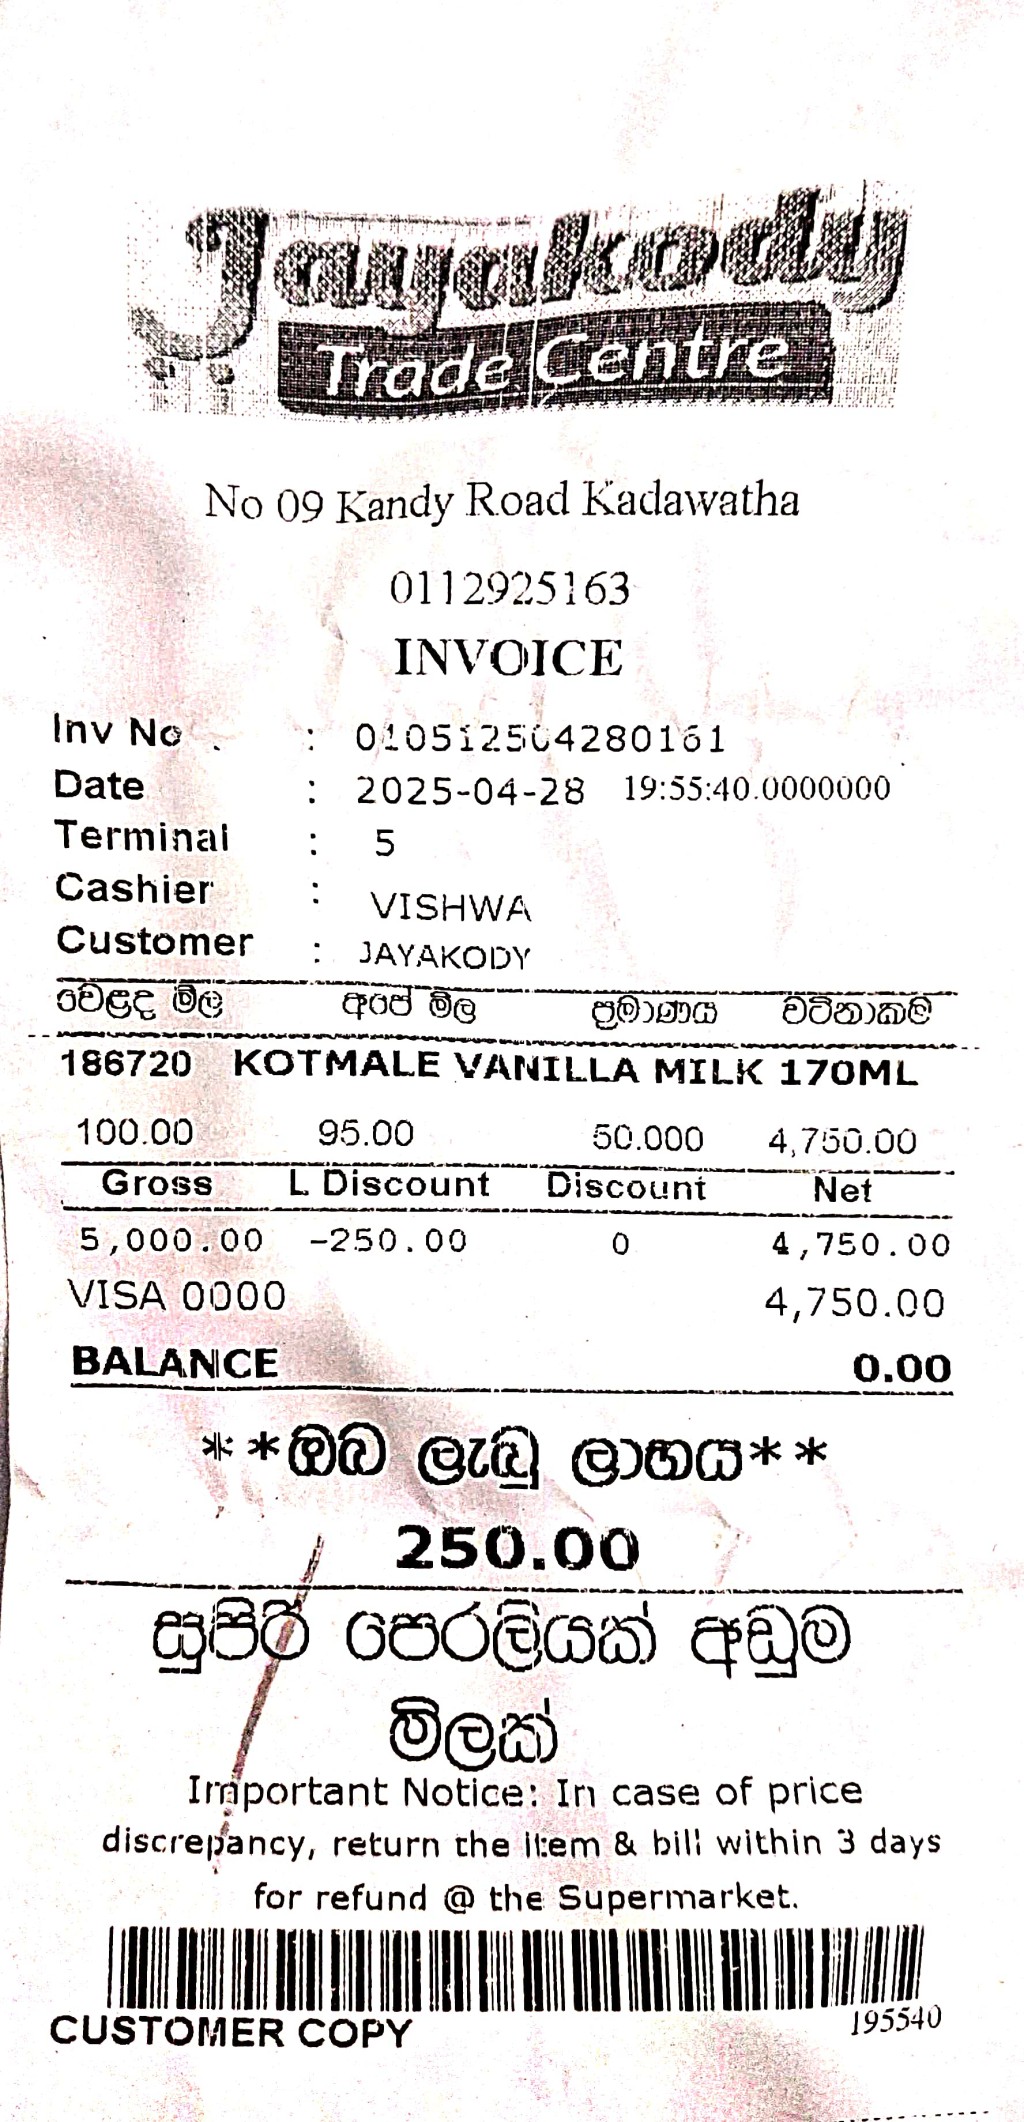 Jayakody
Trade Centre
No 09 Kandy Road Kadawatha
0112925163
INVOICE
Inv No : 010512504280161
Date : 2025-04-28 19:55:40.0000000
Terminal : 5
Cashier : VISHWA
Customer : JAYAKODY
වෙළඳ මිල අපේ මිල ප්‍රමාණය වටිනාකම
186720 KOTMALE VANILLA MILK 170ML
100.00 95.00 50.000 4,750.00
Gross L Discount Discount Net
5,000.00 -250.00 0 4,750.00
VISA 0000 4,750.00
BALANCE 0.00
**ඔබ ලැබූ ලාභය**
250.00
සුපිරි පෙරළියක් අඩුම
මිලක්
Important Notice: In case of price
discrepancy, return the item & bill within 3 days
for refund @ the Supermarket.
CUSTOMER COPY 195540